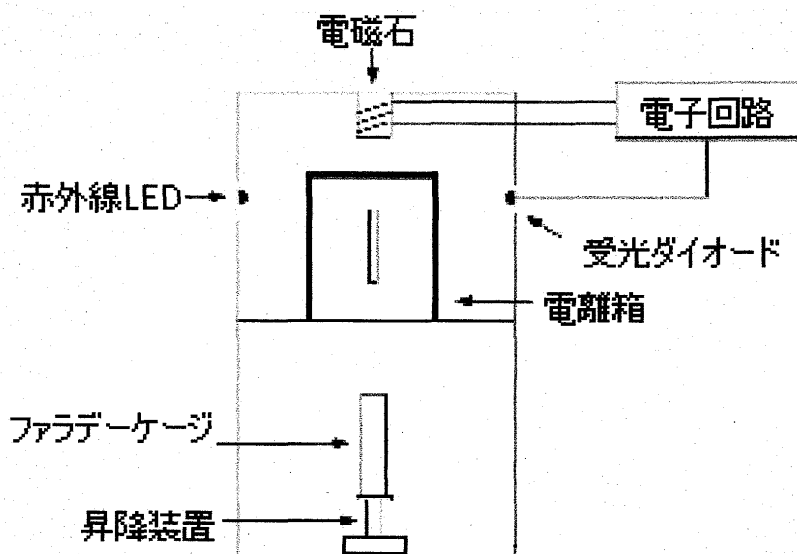 電磁石
電子回路
赤外線LED
受光ダイオード
電離箱
ファラデーケージ
昇降装置